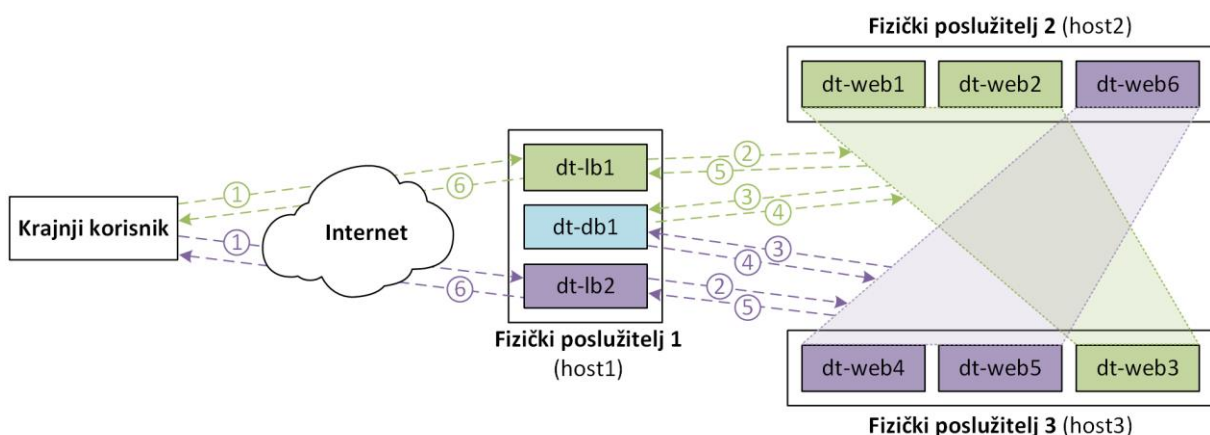 Fizički poslužitelj 2 (host2)
dt-web1 dt-web2 dt-web6
dt-lb1
② 
⑤
①
⑥
③
④
dt-db1
Krajnji korisnik
Internet
①
⑥
③
④
dt-lb2
②
⑤
Fizički poslužitelj 1
(host1)
dt-web4 dt-web5 dt-web3
Fizički poslužitelj 3 (host3)